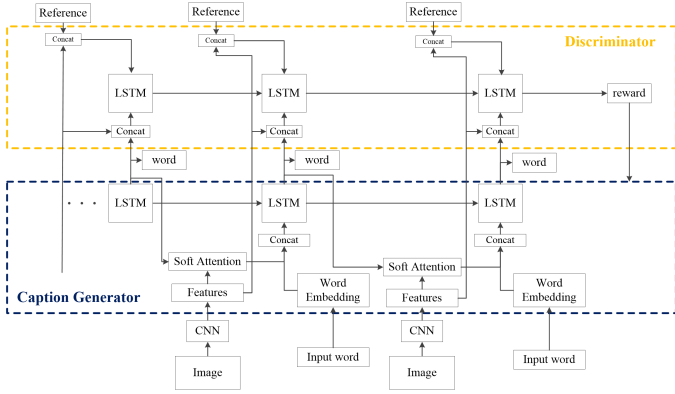 Reference
Reference
Reference
Concat
Concat
Concat
Discriminator
LSTM
LSTM
LSTM
reward
Concat
Concat
Concat
word
word
word
. . .
LSTM
LSTM
LSTM
Concat
Concat
Soft Attention
Soft Attention
Caption Generator
Features
Word
Embedding
Features
Word
Embedding
CNN
CNN
Image
Input word
Image
Input word